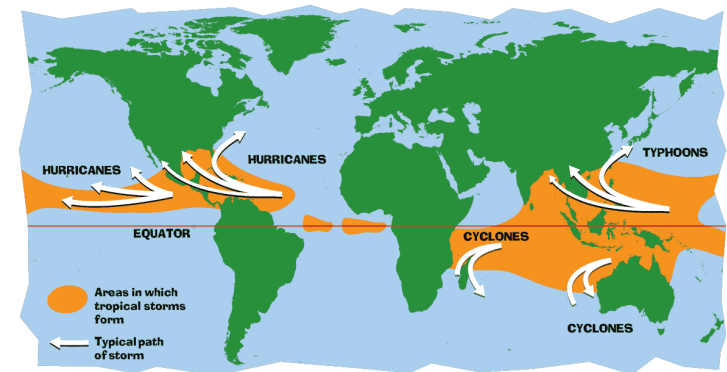 HURRICANES
HURRICANES
TYPHOONS
EQUATOR
CYCLONES
CYCLONES
Areas in which
tropical storms
form
Typical path
of storm